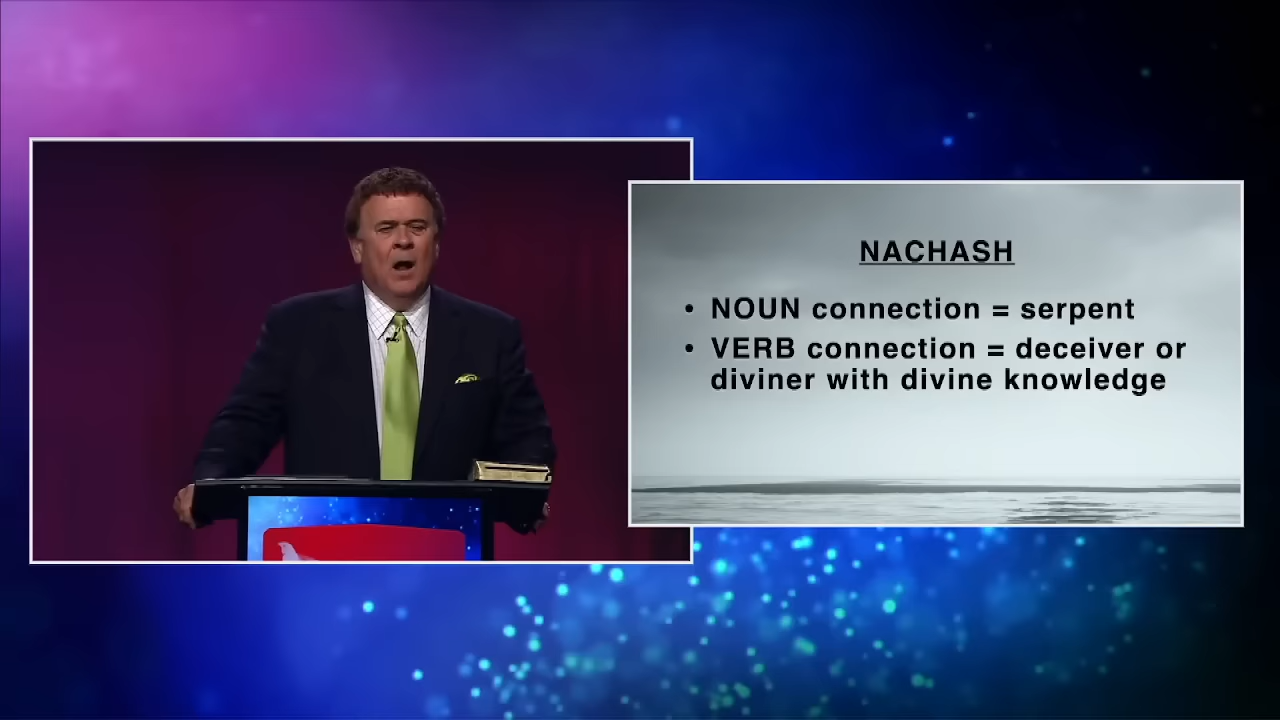 NACHASH
• NOUN connection = serpent
• VERB connection = deceiver or
diviner with divine knowledge